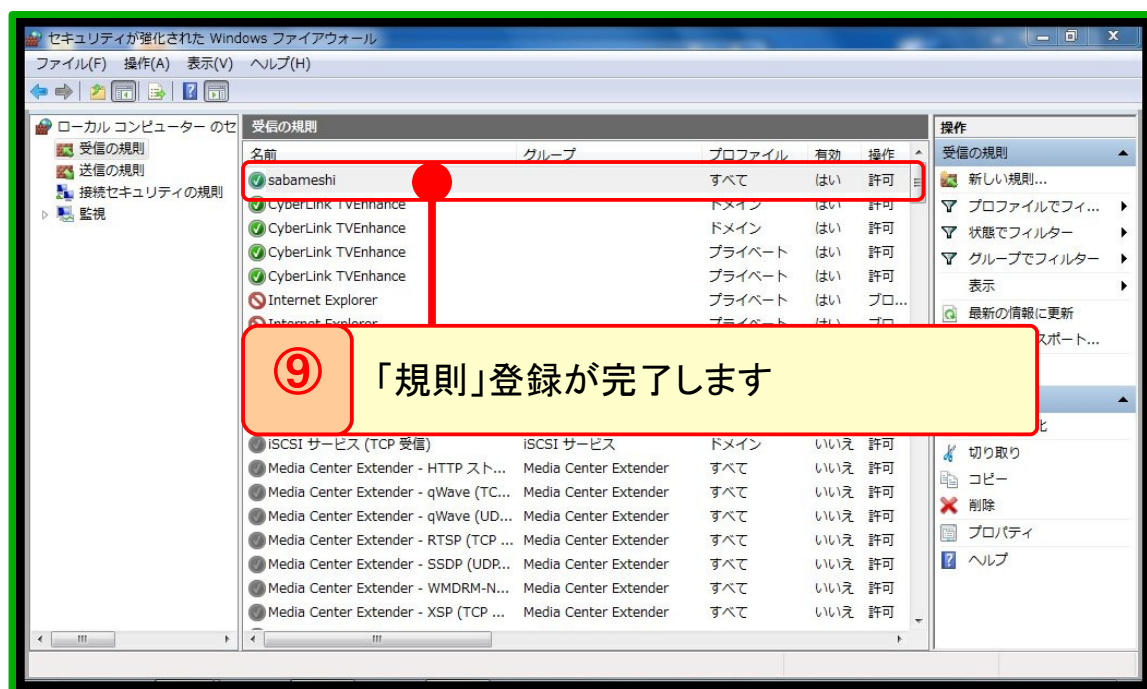 セキュリティが強化された Windows ファイアウォール
ファイル(F) 操作(A) 表示(V) ヘルプ(H)
ローカル コンピューター のセ
受信の規則
送信の規則
接続セキュリティの規則
監視
受信の規則
名前 グループ プロファイル 有効 操作
sabameshi すべて はい 許可
CyberLink TVEnhance ドメイン はい 許可
CyberLink TVEnhance ドメイン はい 許可
CyberLink TVEnhance プライベート はい 許可
CyberLink TVEnhance プライベート はい 許可
Internet Explorer プライベート はい ブロ...
Internet Explorer プライベート はい ブロ
⑨ 「規則」登録が完了します
iSCSI サービス (TCP 受信) iSCSI サービス ドメイン いいえ 許可
Media Center Extender - HTTP スト... Media Center Extender すべて いいえ 許可
Media Center Extender - qWave (TC... Media Center Extender すべて いいえ 許可
Media Center Extender - qWave (UD... Media Center Extender すべて いいえ 許可
Media Center Extender - RTSP (TCP ... Media Center Extender すべて いいえ 許可
Media Center Extender - SSDP (UDP... Media Center Extender すべて いいえ 許可
Media Center Extender - WMDRM-N... Media Center Extender すべて いいえ 許可
Media Center Extender - XSP (TCP ... Media Center Extender すべて いいえ 許可
操作
受信の規則
新しい規則...
プロファイルでフィ...
状態でフィルター
グループでフィルター
表示
最新の情報に更新
スポート...
切り取り
コピー
削除
プロパティ
ヘルプ